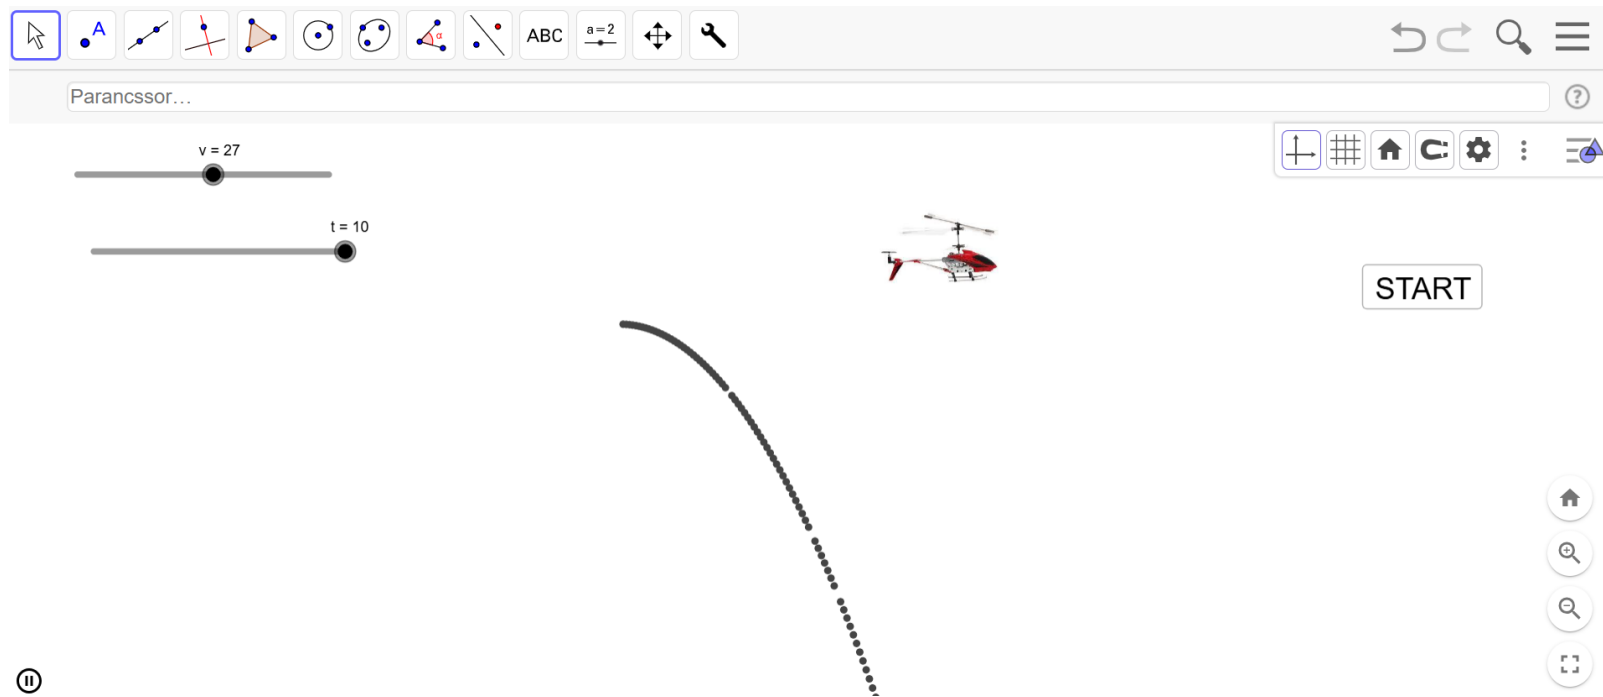 A
α
ABC
a=2
Parancssor…
?
v = 27
t = 10
START